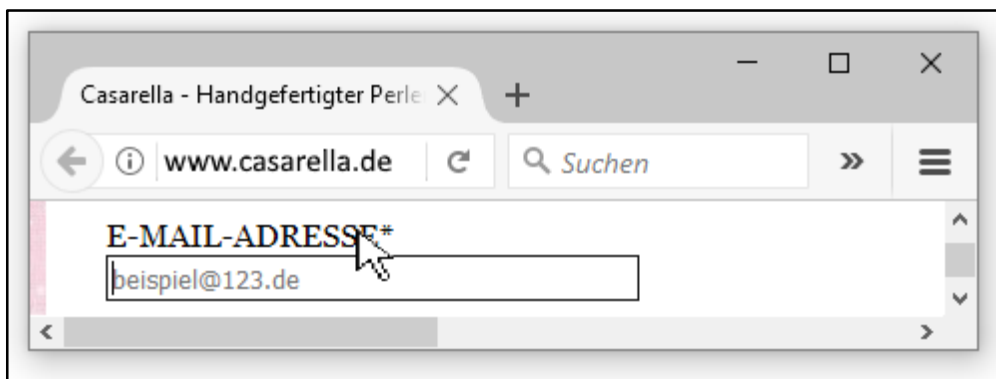 Casarella - Handgefertigter Perle
www.casarella.de
Suchen
E-MAIL-ADRESSE*
beispiel@123.de